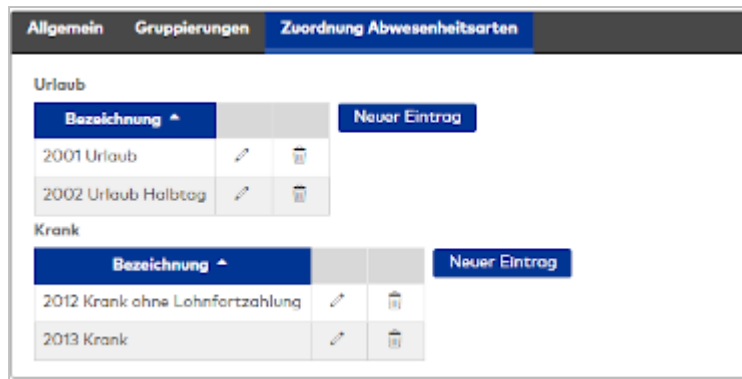 Allgemein Gruppierungen Zuordnung Abwesenheitsarten
Urlaub
Bezeichnung Neuer Eintrag
2001 Urlaub
2002 Urlaub Halbtag
Krank
Bezeichnung Neuer Eintrag
2012 Krank ohne Lohnfortzahlung
2013 Krank